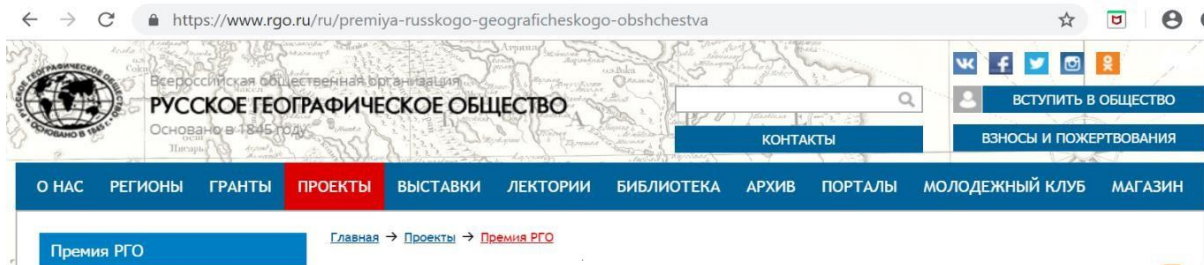 https://www.rgo.ru/ru/premiya-russkogo-geograficheskogo-obshchestva
Всероссийская общественная организация
РУССКОЕ ГЕОГРАФИЧЕСКОЕ ОБЩЕСТВО
Основано в 1845 году
ВСТУПИТЬ В ОБЩЕСТВО
КОНТАКТЫ
ВЗНОСЫ И ПОЖЕРТВОВАНИЯ
О НАС РЕГИОНЫ ГРАНТЫ ПРОЕКТЫ ВЫСТАВКИ ЛЕКТОРИИ БИБЛИОТЕКА АРХИВ ПОРТАЛЫ МОЛОДЕЖНЫЙ КЛУБ МАГАЗИН
Премия РГО
Главная → Проекты → Премия РГО